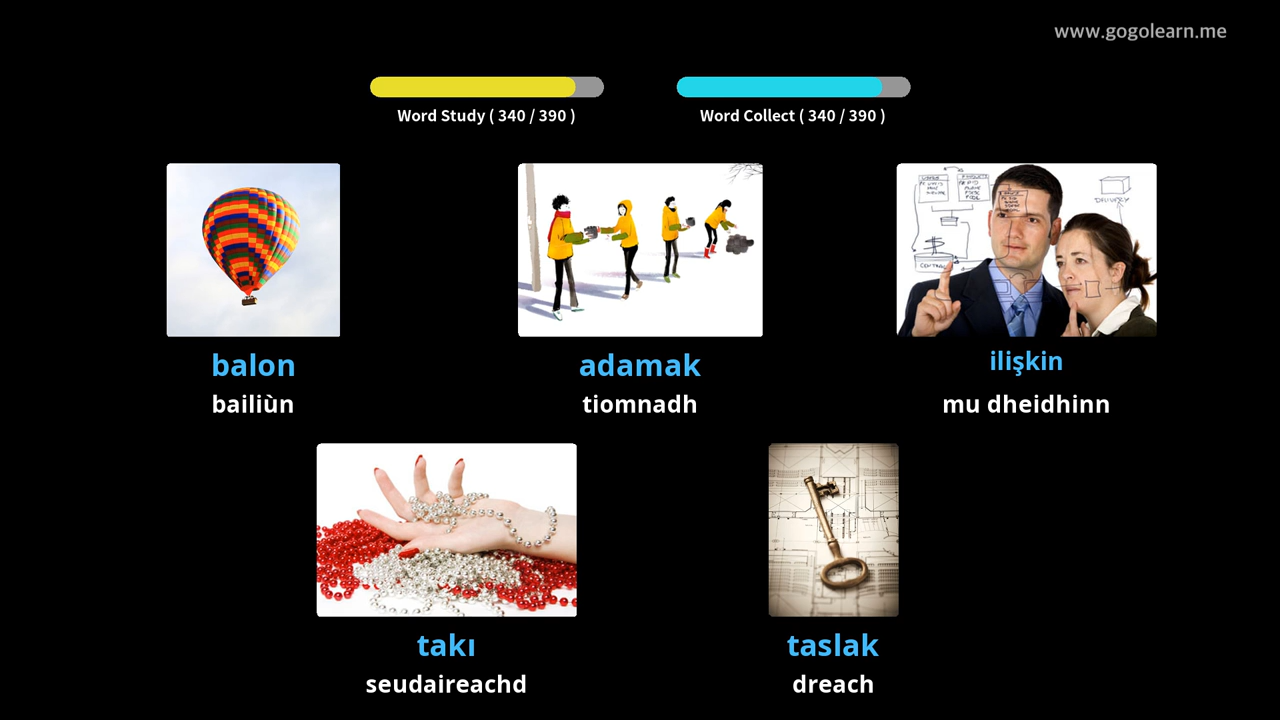 www.gogolearn.me
Word Study ( 340 / 390 )
Word Collect ( 340 / 390 )
balon
bailiùn
adamak
tiomnadh
ilişkin
mu dheidhinn
takı
seudaireachd
taslak
dreach